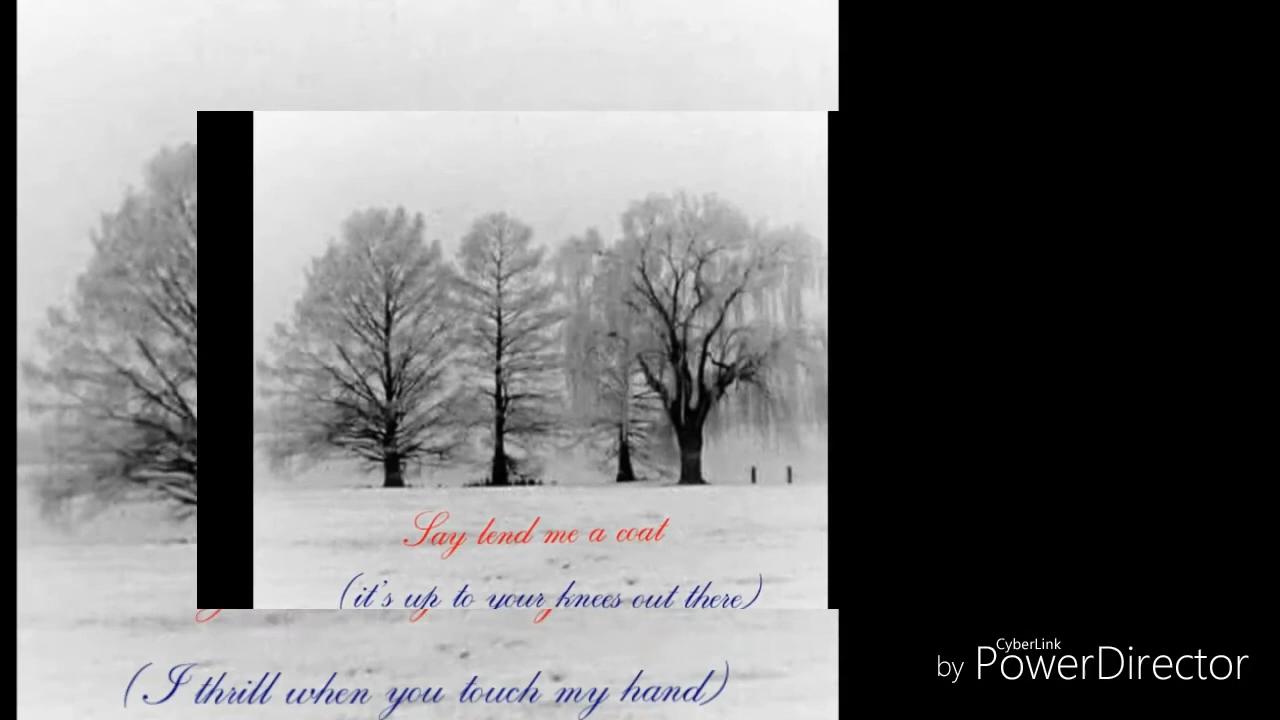 Say lend me a coat
(it's up to your knees out there)
(I thrill when you touch my hand)
CyberLink
by PowerDirector